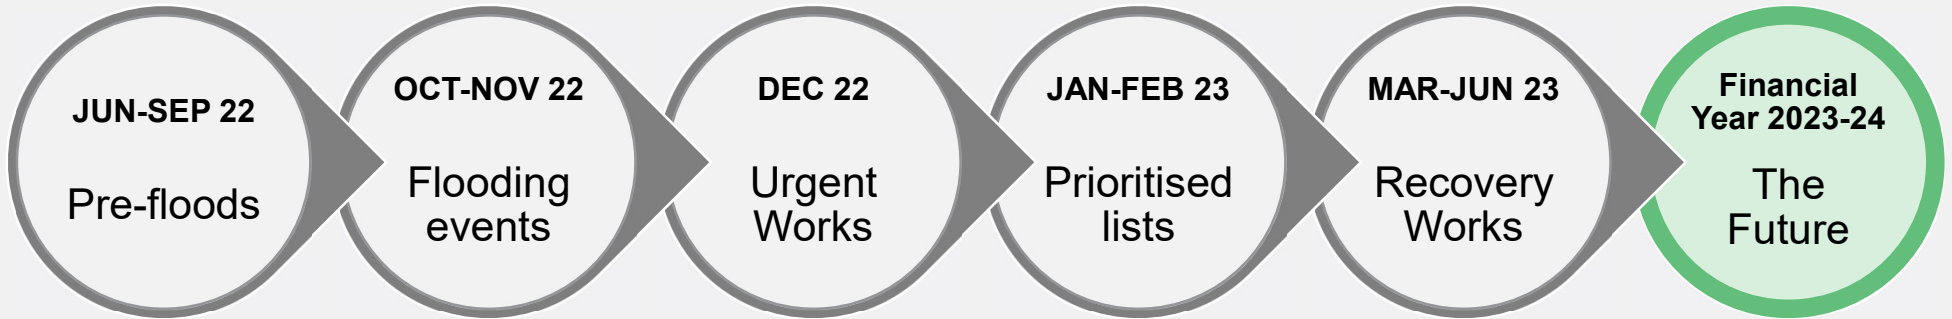 JUN-SEP 22
Pre-floods
OCT-NOV 22
Flooding
events
DEC 22
Urgent
Works
JAN-FEB 23
Prioritised
lists
MAR-JUN 23
Recovery
Works
Financial
Year 2023-24
The
Future